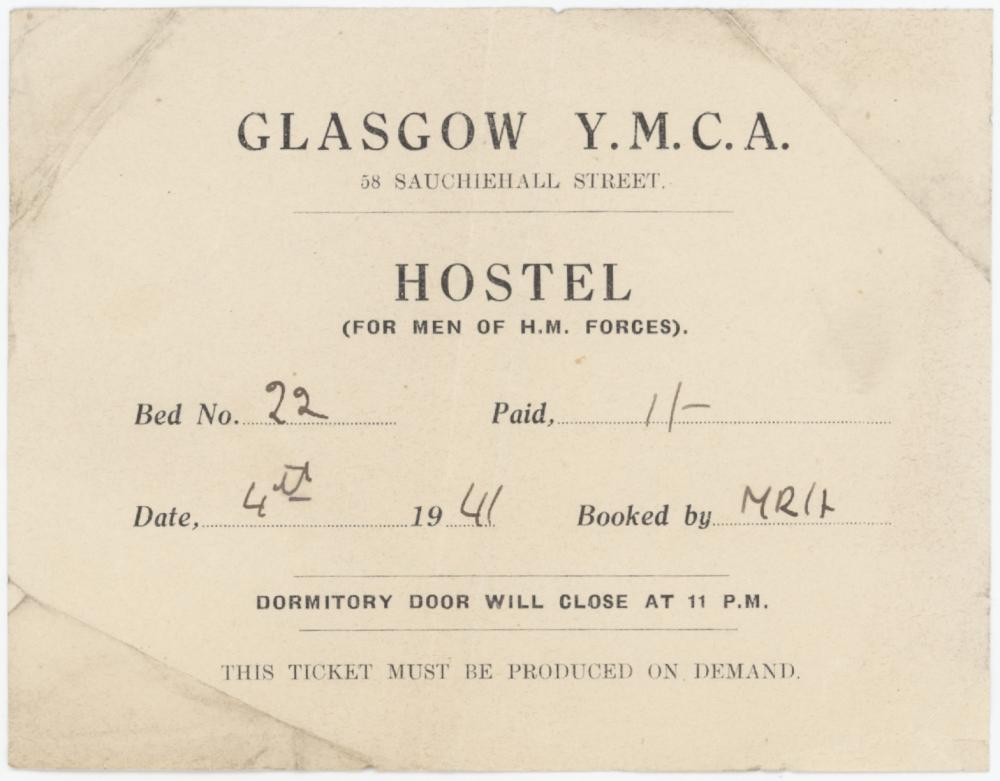 GLASGOW Y.M.C.A.
58 SAUCHIEHALL STREET.
HOSTEL
(FOR MEN OF H.M. FORCES).
Bed No. 22 Paid, 1/-
Date, 4th 1941 Booked by MRH
DORMITORY DOOR WILL CLOSE AT 11 P.M.
THIS TICKET MUST BE PRODUCED ON DEMAND.